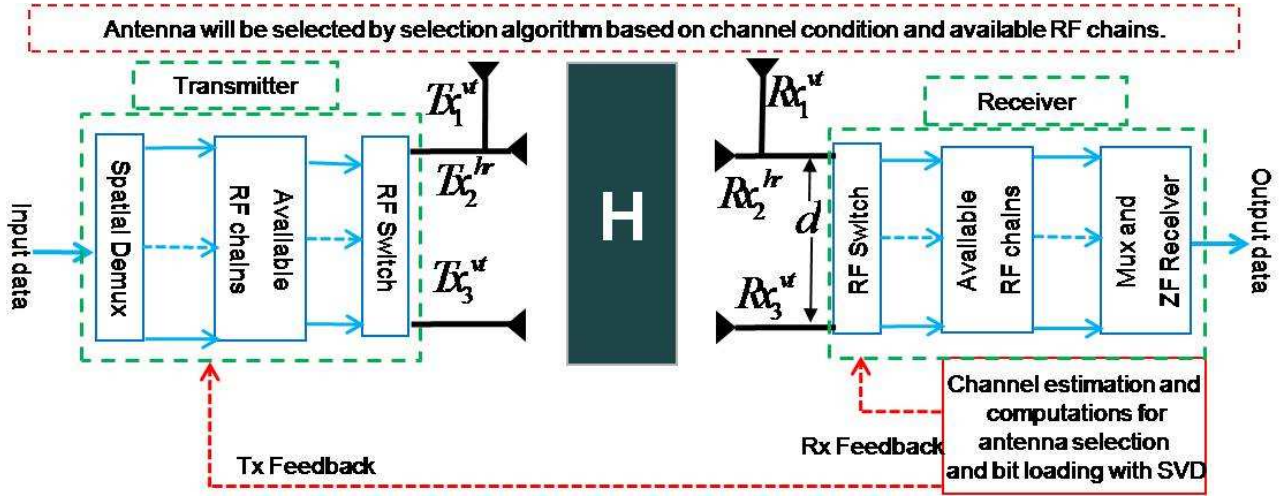 Antenna will be selected by selection algorithm based on channel condition and available RF chains.
Transmitter
Receiver
Input data
Spatial Demux
Available
RF chains
RF Switch
Tx₁ᵛᵗ
Tx₂ʰʳ
Tx₃ᵛᵗ
H
Rx₁ᵛᵗ
Rx₂ʰʳ
Rx₃ᵛᵗ
d
RF Switch
Available
RF chains
Mux and
ZF Receiver
Output data
Channel estimation and
computations for
antenna selection
and bit loading with SVD
Rx Feedback
Tx Feedback